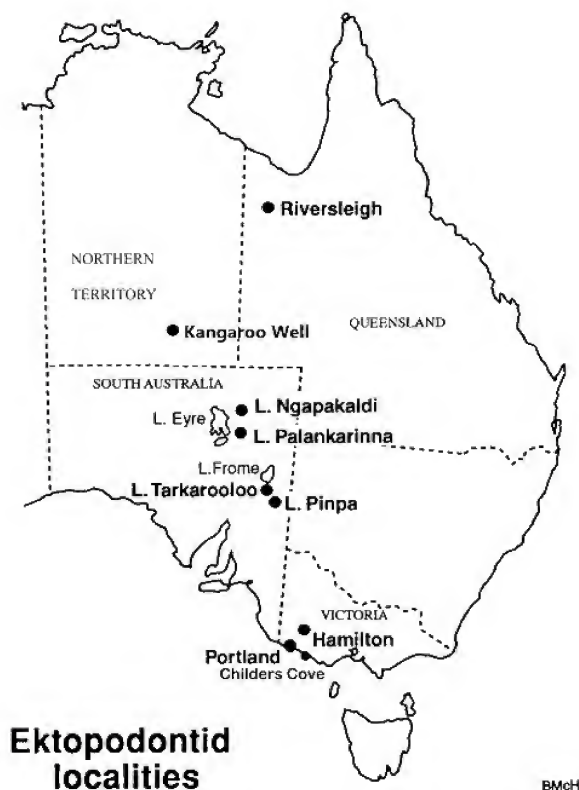 Riversleigh
NORTHERN
TERRITORY
Kangaroo Well
QUEENSLAND
SOUTH AUSTRALIA
L. Eyre
L. Ngapakaldi
L. Palankarinna
L. Frome
L. Tarkarooloo
L. Pinpa
VICTORIA
Hamilton
Portland
Childers Cove
Ektopodontid
localities
BMcH